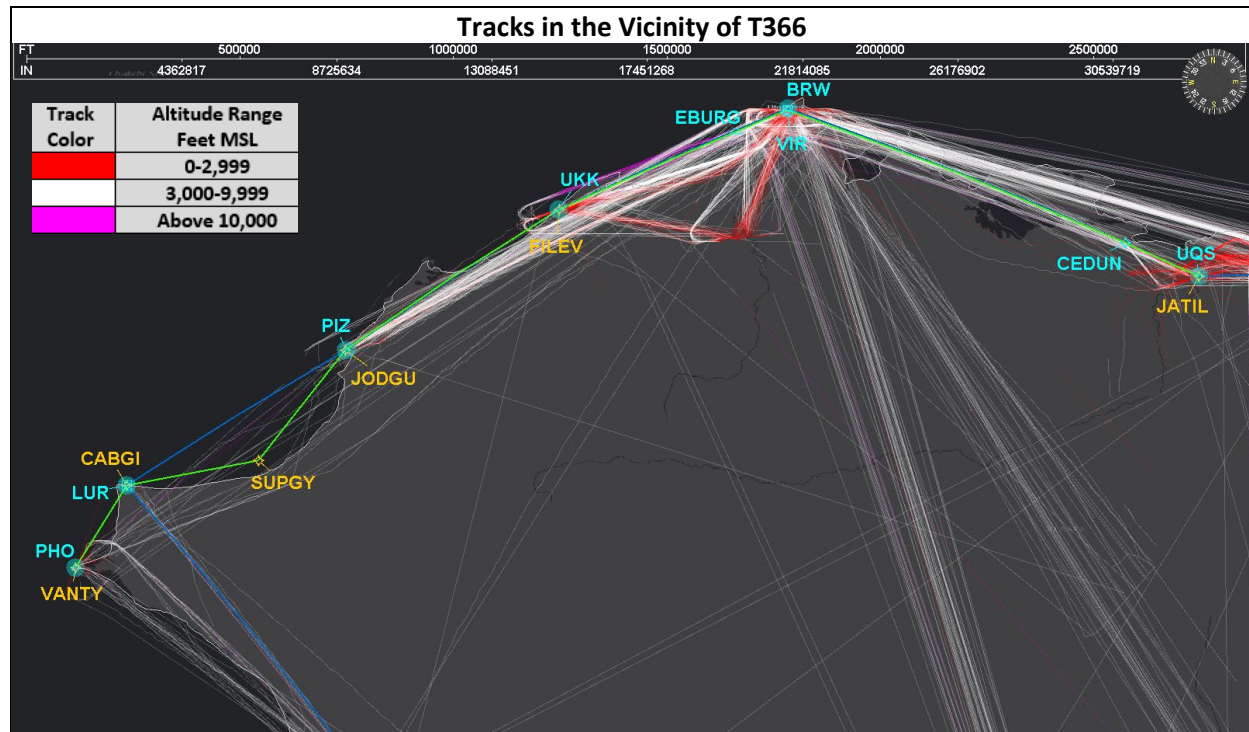 Tracks in the Vicinity of T366
FT 500000 1000000 1500000 2000000 2500000
IN 4362817 8725634 13088451 17451268 21814085 26176902 30539719
Track Color Altitude Range Feet MSL
0-2,999
3,000-9,999
Above 10,000
BRW
EBURG
VIR
UKK
FILEV
CEDUN
UQS
JATIL
PIZ
JODGU
CABGI
LUR
SUPGY
PHO
VANTY